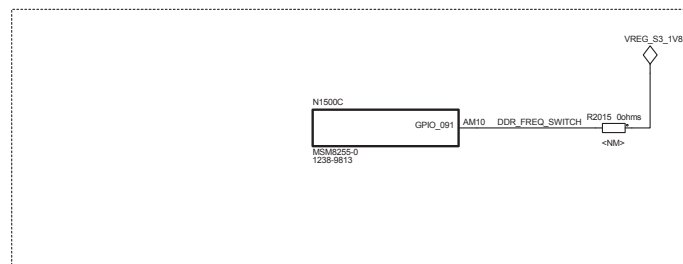 VREG_S3_1V8
N1500C
GPIO_091 AM10 DDR_FREQ_SWITCH R2015 0ohms
<NM>
MSM8255-0
1238-9813